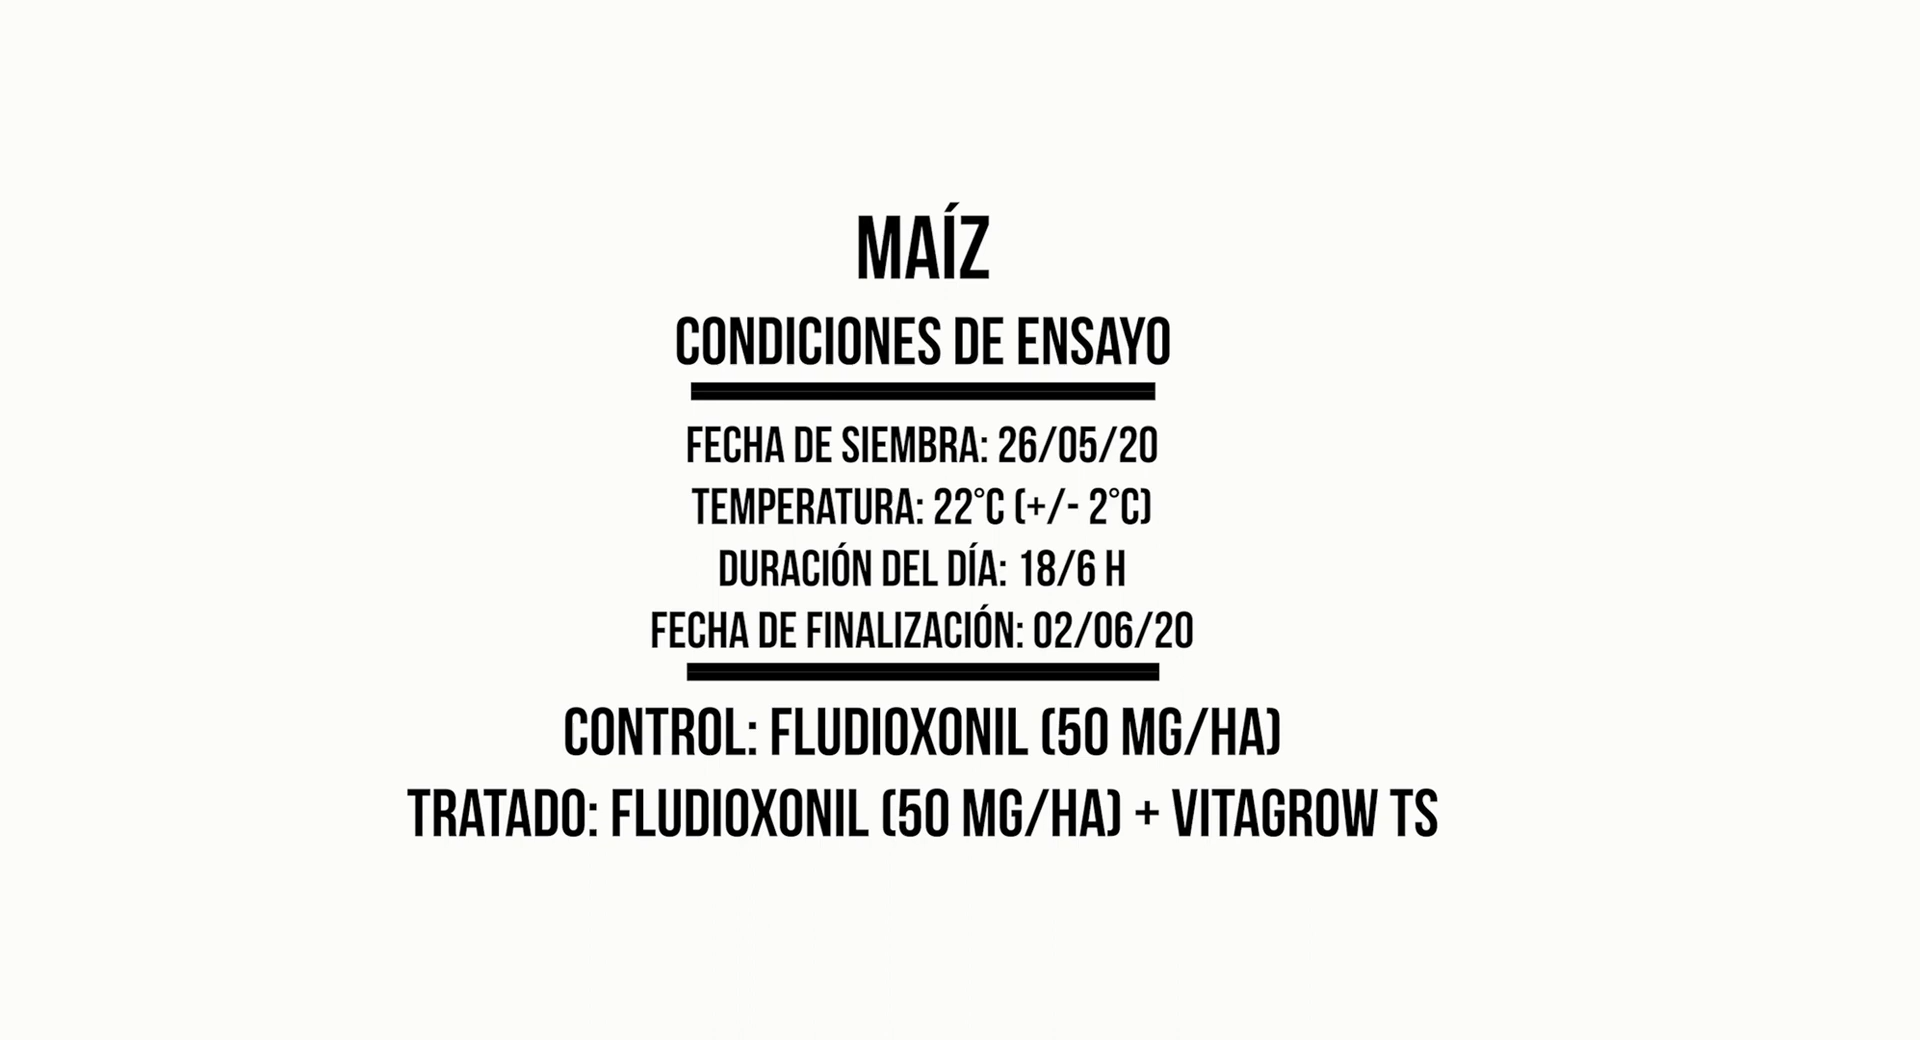 MAÍZ
CONDICIONES DE ENSAYO
FECHA DE SIEMBRA: 26/05/20
TEMPERATURA: 22°C (+/- 2°C)
DURACIÓN DEL DÍA: 18/6 H
FECHA DE FINALIZACIÓN: 02/06/20
CONTROL: FLUDIOXONIL (50 MG/HA)
TRATADO: FLUDIOXONIL (50 MG/HA) + VITAGROW TS